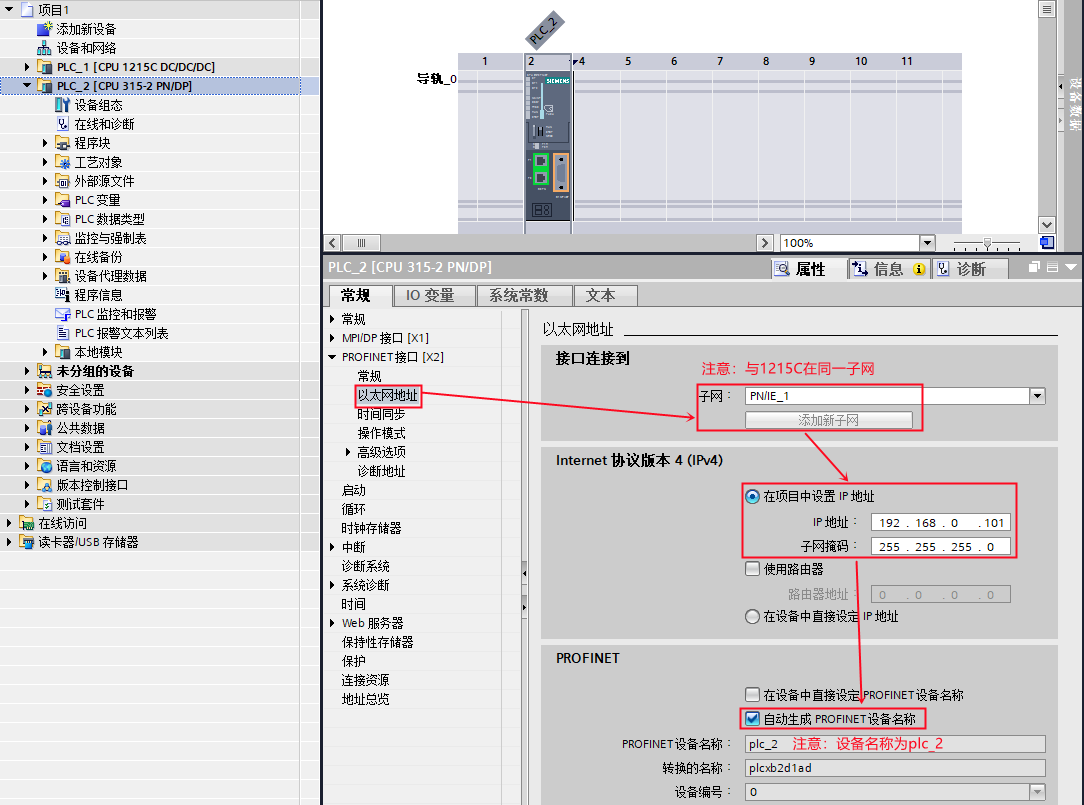 项目1
添加新设备
设备和网络
PLC_1 [CPU 1215C DC/DC/DC]
PLC_2 [CPU 315-2 PN/DP]
设备组态
在线和诊断
程序块
工艺对象
外部源文件
PLC 变量
PLC 数据类型
监控与强制表
在线备份
设备代理数据
程序信息
PLC 监控和报警
PLC 报警文本列表
本地模块
未分组的设备
安全设置
跨设备功能
公共数据
文档设置
语言和资源
版本控制接口
测试套件
在线访问
读卡器/USB 存储器
PLC_2
1 2 4 5 6 7 8 9 10 11
导轨_0
SIEMENS
设备数据
100%
PLC_2 [CPU 315-2 PN/DP]
属性 信息 诊断
常规 IO 变量 系统常数 文本
常规
MPI/DP 接口 [X1]
PROFINET接口 [X2]
常规
以太网地址
时间同步
操作模式
高级选项
诊断地址
启动
循环
时钟存储器
中断
诊断系统
系统诊断
时间
Web 服务器
保持性存储器
保护
连接资源
地址总览
以太网地址
接口连接到
注意：与1215C在同一子网
子网： PN/IE_1
添加新子网
Internet 协议版本 4 (IPv4)
在项目中设置 IP 地址
IP 地址： 192 . 168 . 0 . 101
子网掩码： 255 . 255 . 255 . 0
使用路由器
路由器地址： 0 . 0 . 0 . 0
在设备中直接设定 IP 地址
PROFINET
在设备中直接设定 PROFINET设备名称
自动生成 PROFINET设备名称
PROFINET设备名称： plc_2 注意：设备名称为plc_2
转换的名称： plcxb2d1ad
设备编号： 0